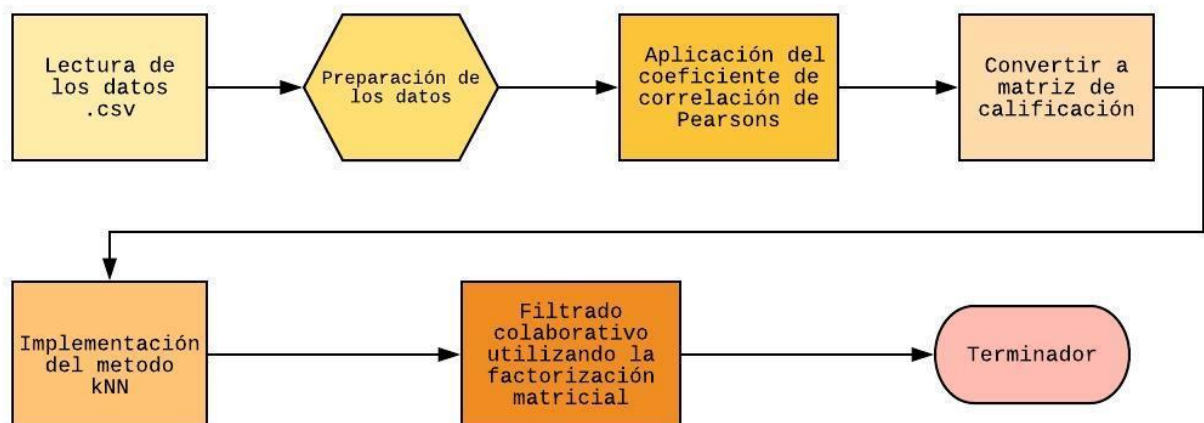 Lectura de
los datos
.csv
Preparación de
los datos
Aplicación del
coeficiente de
correlación de
Pearsons
Convertir a
matriz de
calificación
Implementación
del metodo
kNN
Filtrado
colaborativo
utilizando la
factorización
matricial
Terminador